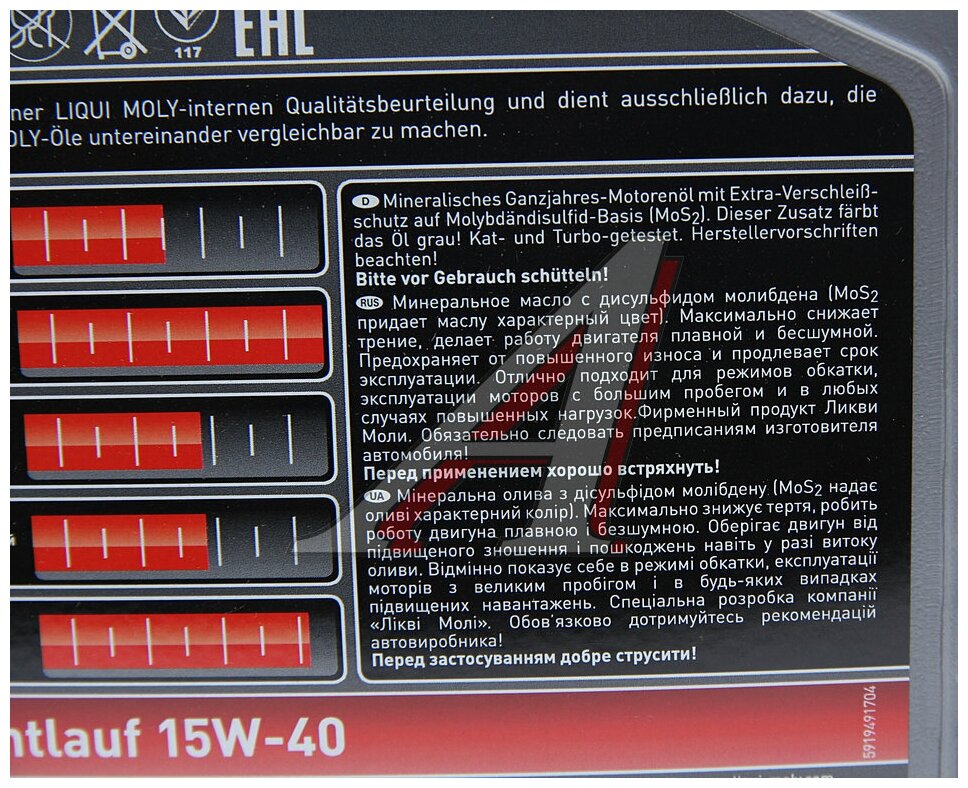 117
EAC
ner LIQUI MOLY-internen Qualitätsbeurteilung und dient ausschließlich dazu, die
OLY-Öle untereinander vergleichbar zu machen.
D Mineralisches Ganzjahres-Motorenöl mit Extra-Verschleiß-
schutz auf Molybdändisulfid-Basis (MoS2). Dieser Zusatz färbt
das Öl grau! Kat- und Turbo-getestet. Herstellervorschriften
beachten!
Bitte vor Gebrauch schütteln!
RUS Минеральное масло с дисульфидом молибдена (MoS2
придает маслу характерный цвет). Максимально снижает
трение, делает работу двигателя плавной и бесшумной.
Предохраняет от повышенного износа и продлевает срок
эксплуатации. Отлично подходит для режимов обкатки,
эксплуатации моторов с большим пробегом и в любых
случаях повышенных нагрузок.Фирменный продукт Ликви
Моли. Обязательно следовать предписаниям изготовителя
автомобиля!
Перед применением хорошо встряхнуть!
UA Мінеральна олива з дісульфідом молібдену (MoS2 надає
оливі характерний колір). Максимально знижує тертя, робить
роботу двигуна плавною і безшумною. Оберігає двигун від
підвищеного зношення і пошкоджень навіть у разі витоку
оливи. Відмінно показує себе в режимі обкатки, експлуатації
моторів з великим пробігом і в будь-яких випадках
підвищених навантажень. Спеціальна розробка компанії
«Лікві Молі». Обов'язково дотримуйтесь рекомендацій
автовиробника!
Перед застосуванням добре струсити!
htlauf 15W-40
5919491704